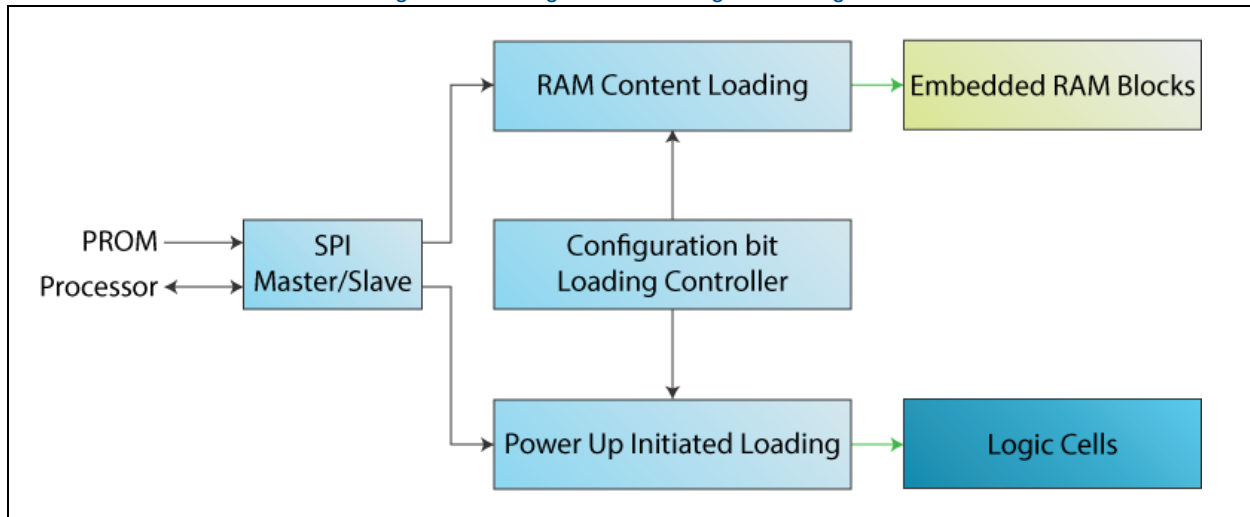 RAM Content Loading
Embedded RAM Blocks
PROM
Processor
SPI
Master/Slave
Configuration bit
Loading Controller
Power Up Initiated Loading
Logic Cells